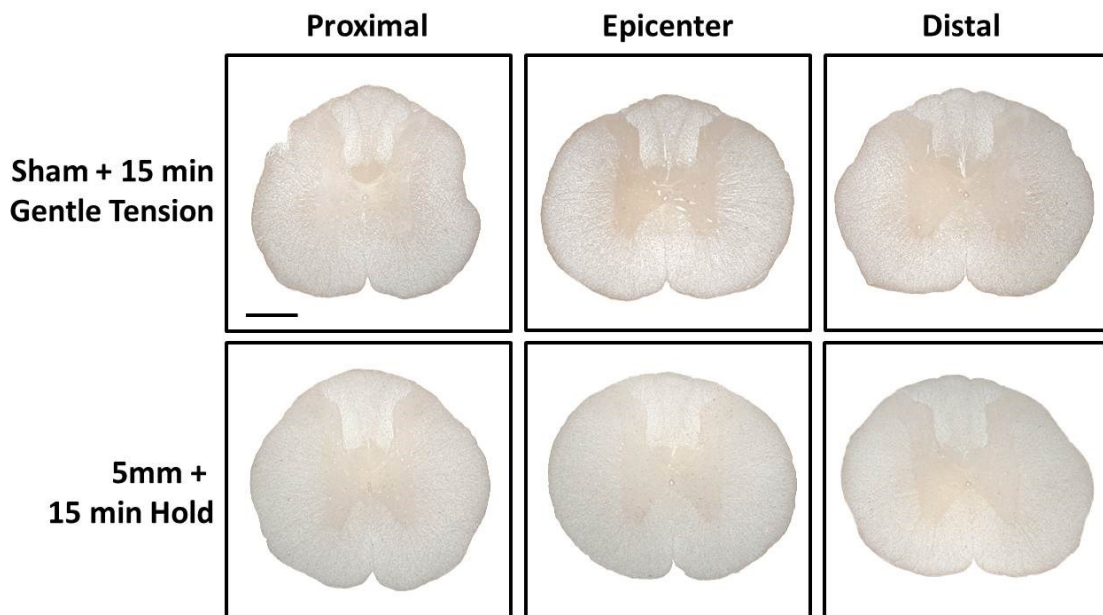 Proximal
Epicenter
Distal
Sham + 15 min
Gentle Tension
5mm +
15 min Hold